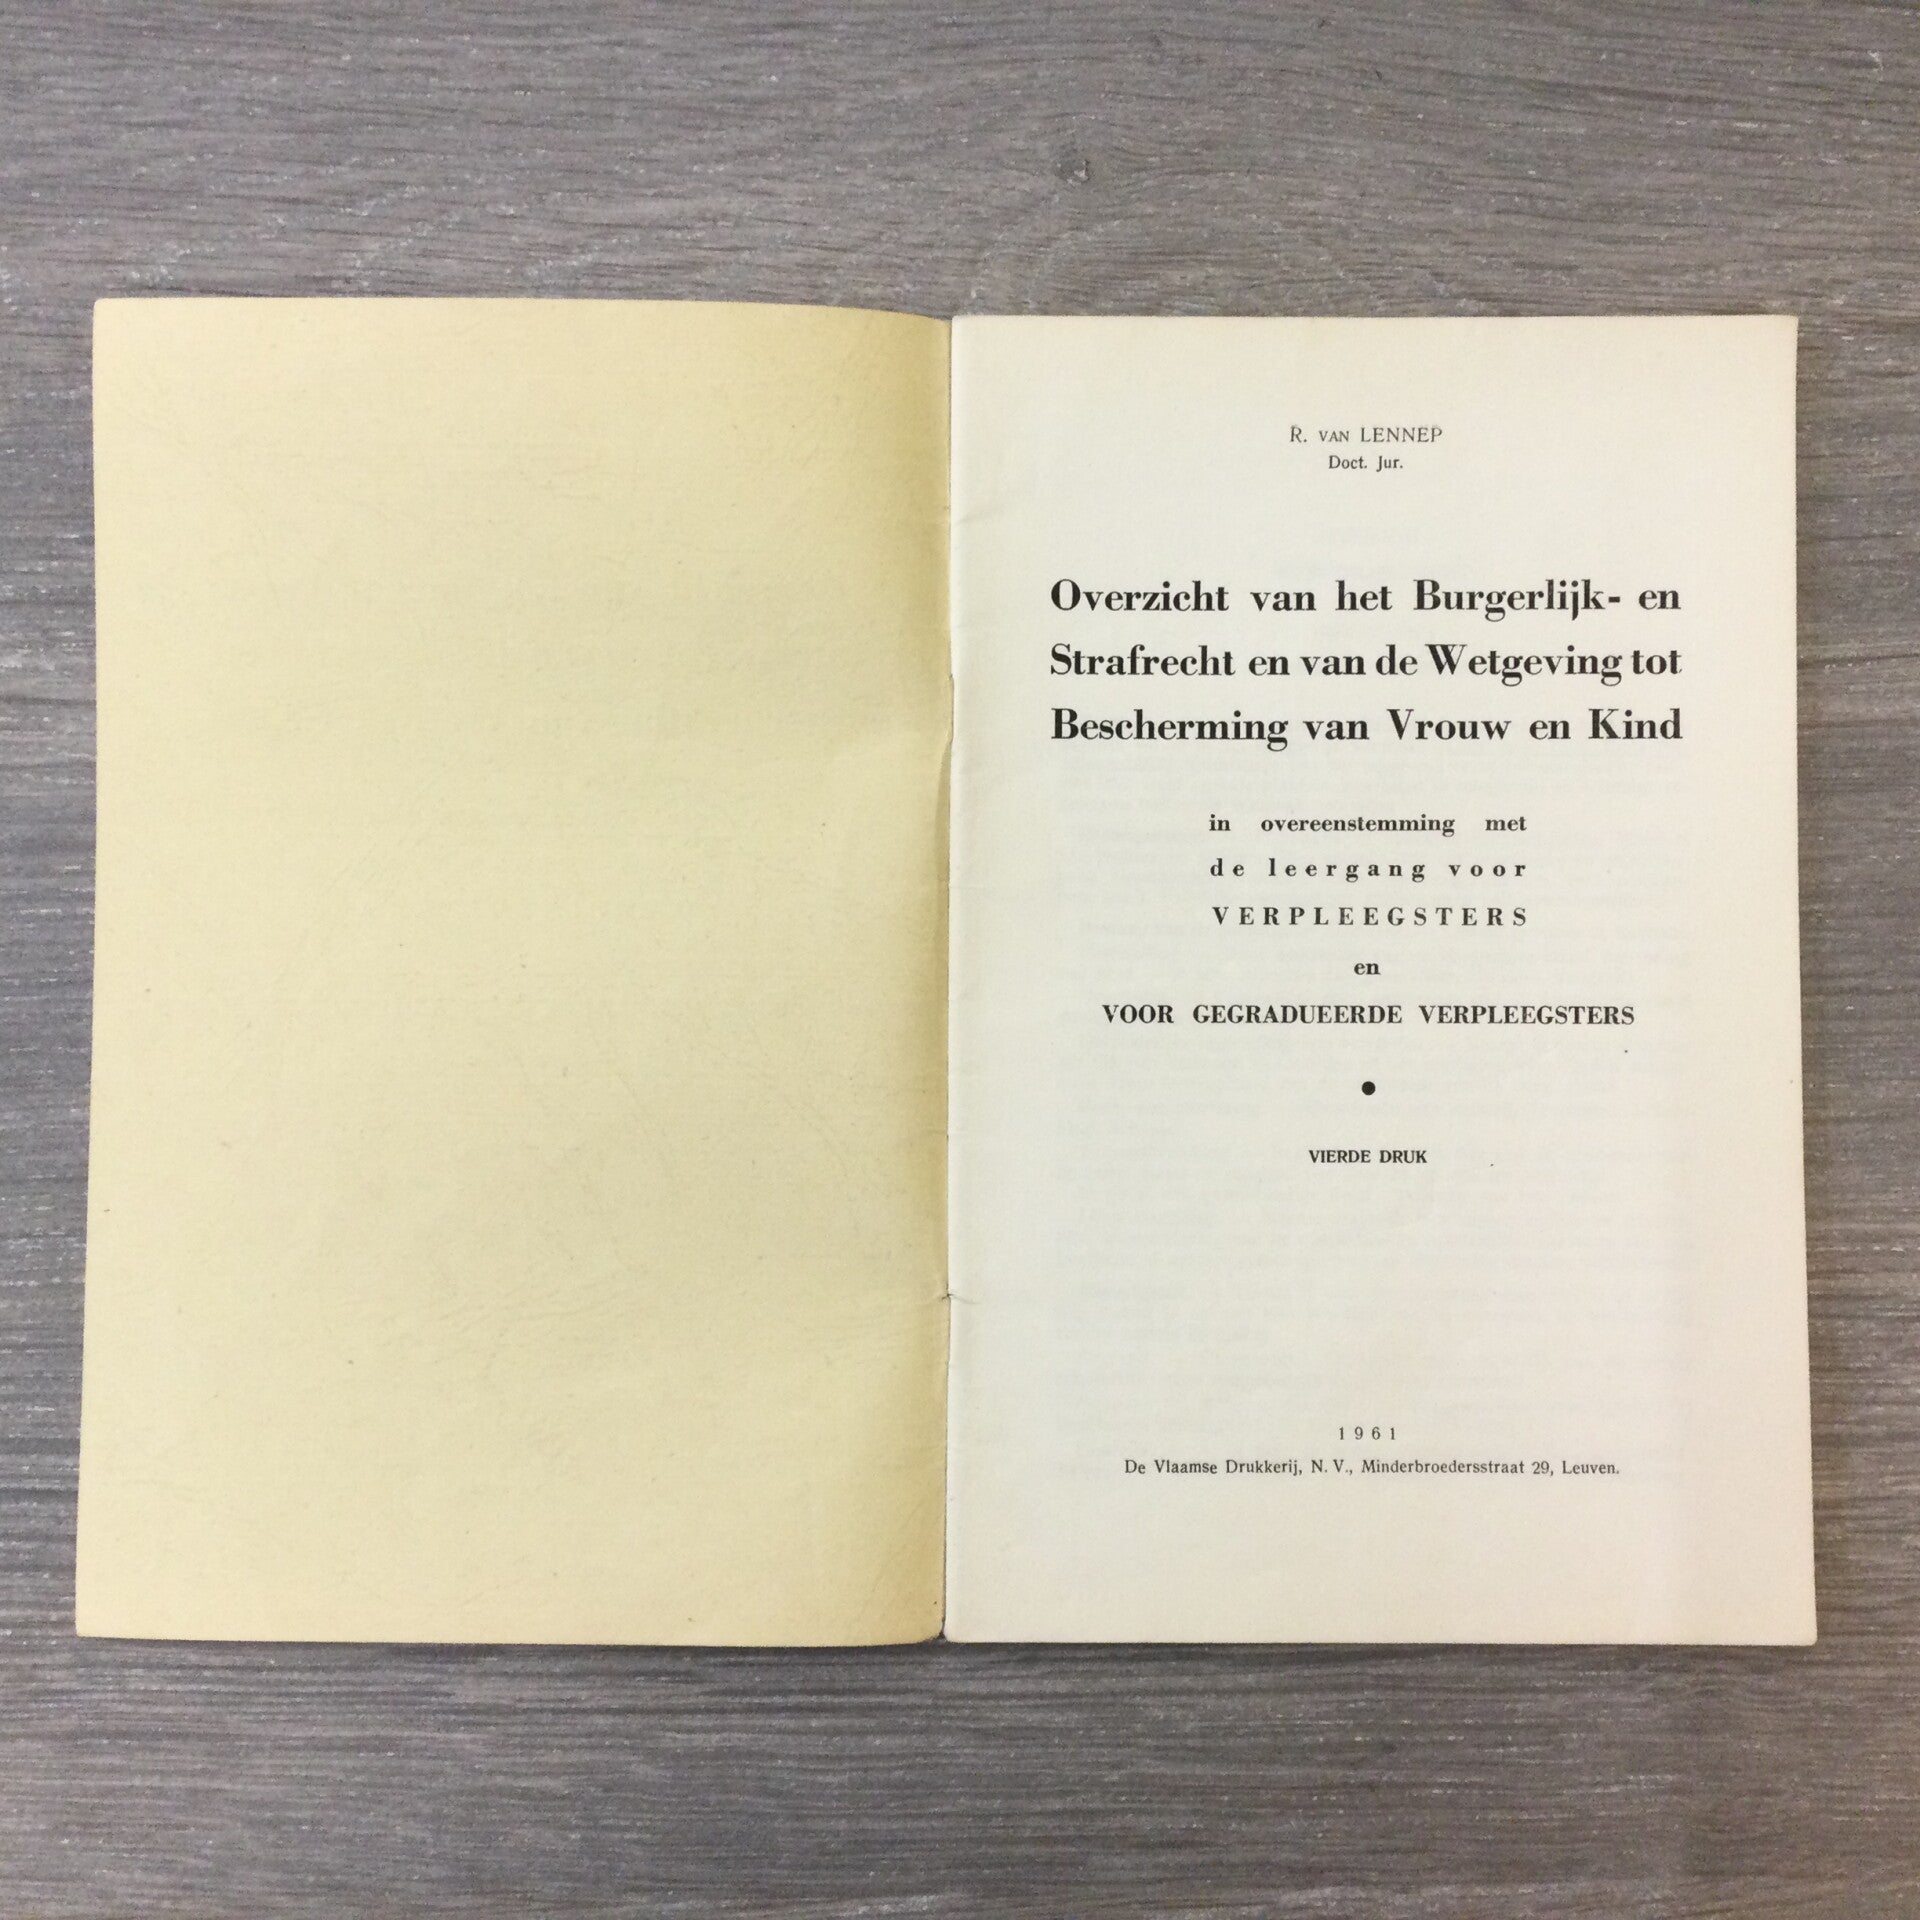 R. VAN LENNEP
Doct. Jur.
Overzicht van het Burgerlijk- en
Strafrecht en van de Wetgeving tot
Bescherming van Vrouw en Kind
in overeenstemming met
de leergang voor
VERPLEEGSTERS
en
VOOR GEGRADUEERDE VERPLEEGSTERS
●
VIERDE DRUK
1961
De Vlaamse Drukkerij, N. V., Minderbroedersstraat 29, Leuven.